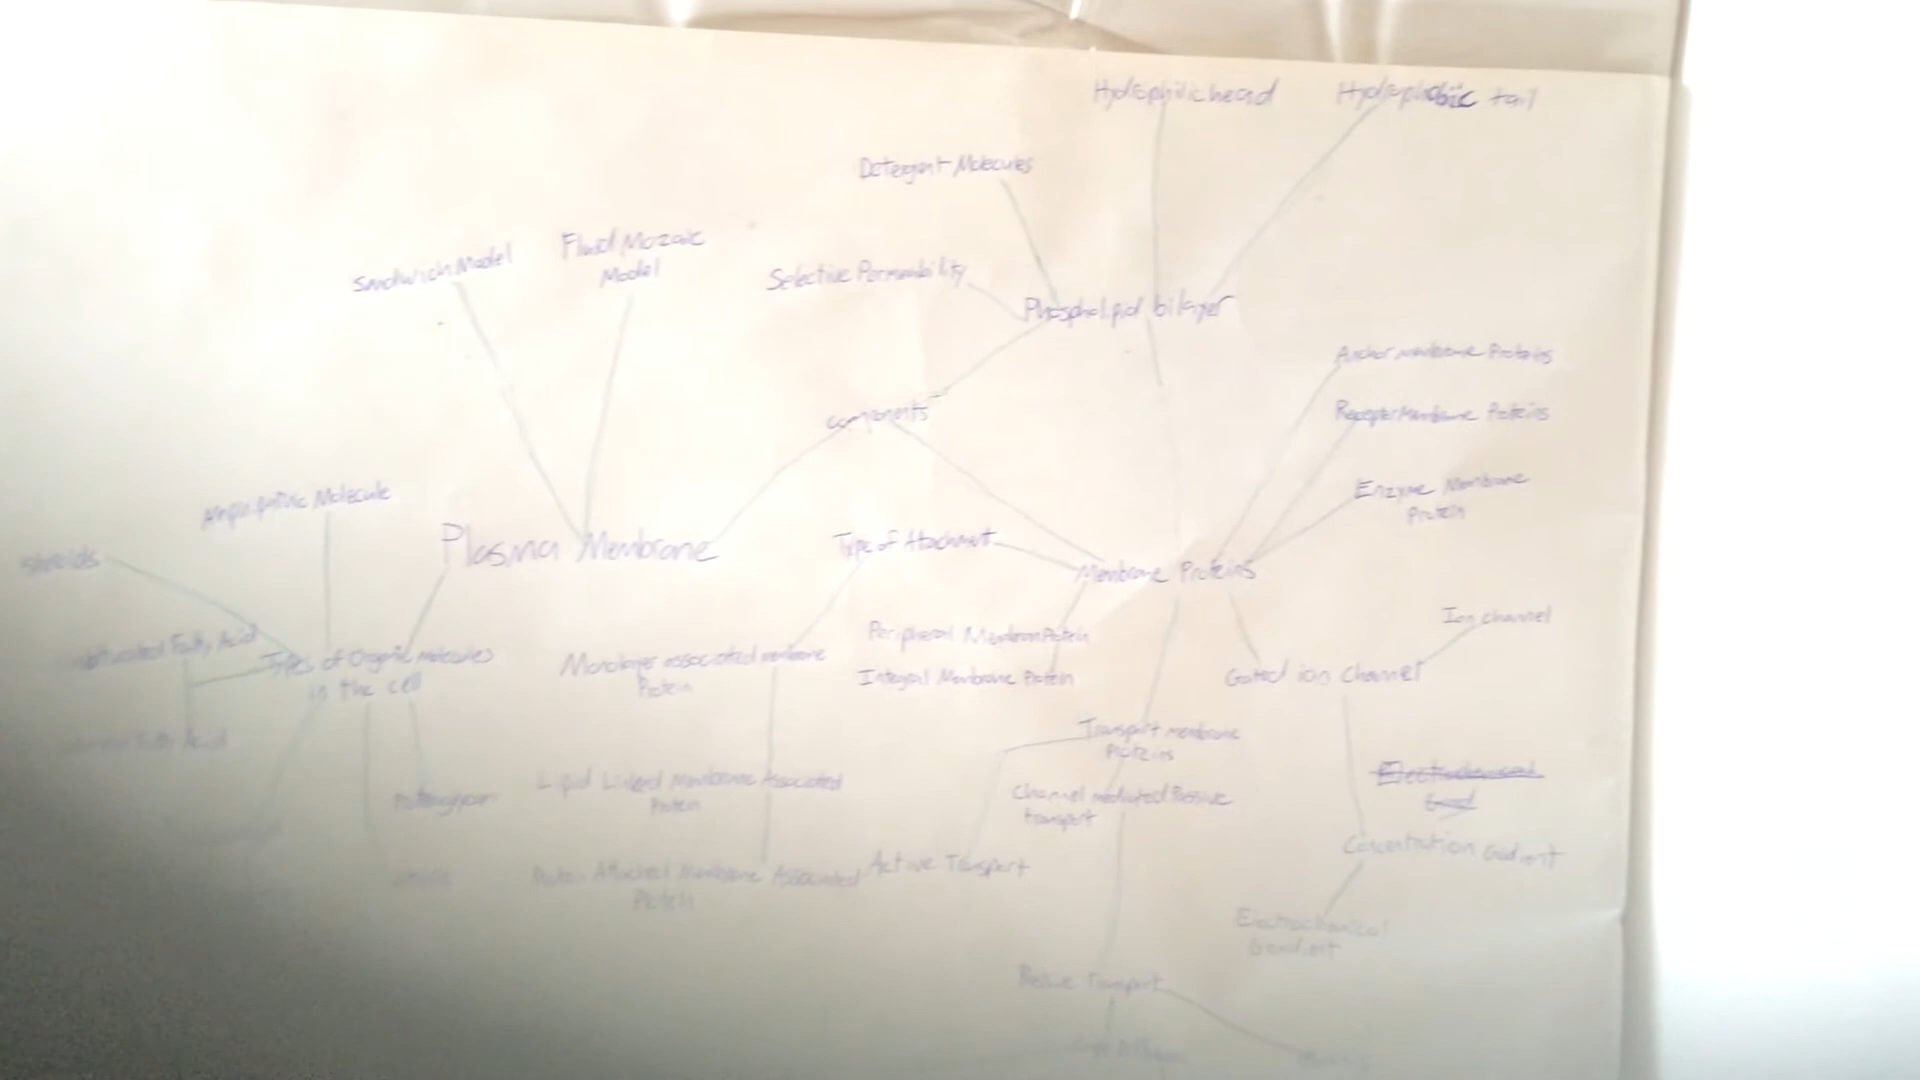 Hydrophilic head
Hydrophobic tail
Detergent Molecules
Fluid Mozaic
Model
Sandwich Model
Selective Permeability
Phospholipid bilayer
Anchor membrane Proteins
Receptor Membrane Proteins
components
Enzyme Membrane
Protein
Amphipathic Molecule
Plasma Membrane
Type of Attachment
Membrane Proteins
Ion channel
Peripheral Membrane Protein
Fatty Acid
Types of Organic molecules
in the cell
Monolayer associated membrane
Protein
Integral Membrane Protein
Gated ion Channel
Transport membrane
Proteins
Lipid Linked Membrane Associated
Protein
Channel mediated Passive
transport
Concentration Gradient
Protein Attached Membrane Associated
Protein
Active Transport
Electrochemical
Gradient
Passive Transport